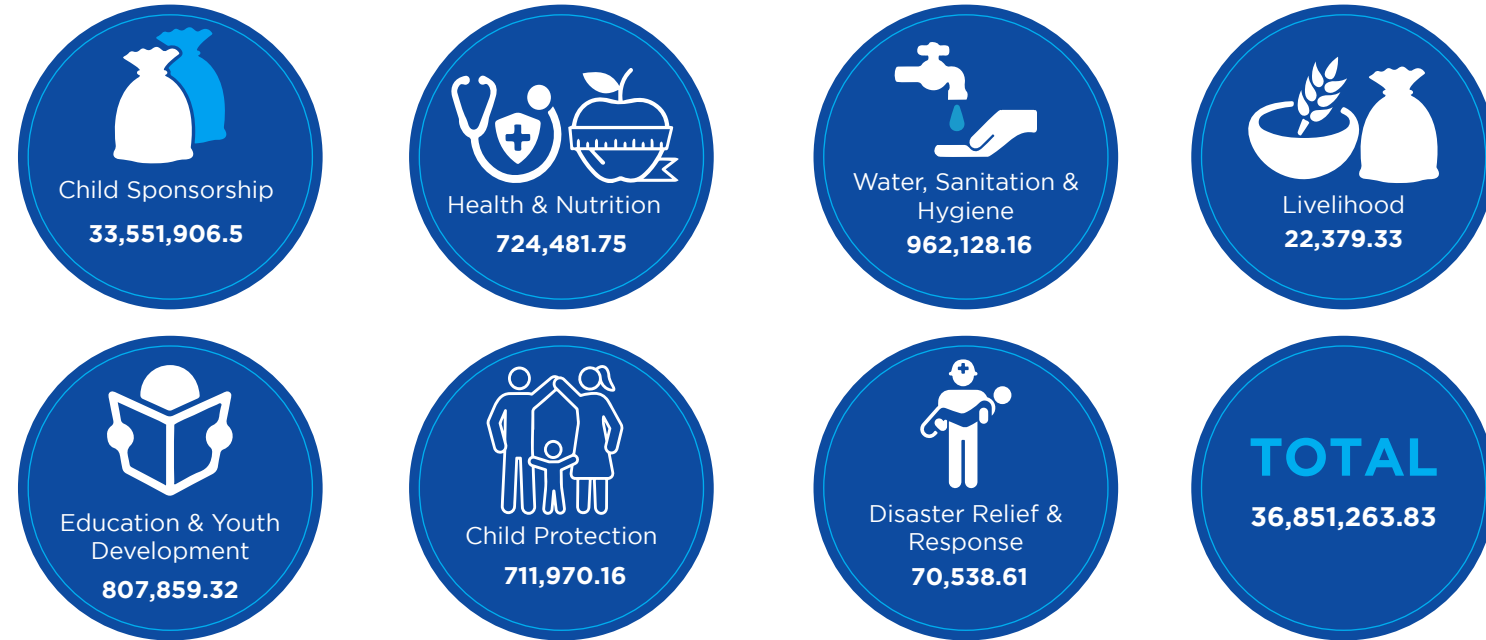 Child Sponsorship
33,551,906.5
Health & Nutrition
724,481.75
Water, Sanitation &
Hygiene
962,128.16
Livelihood
22,379.33
Education & Youth
Development
807,859.32
Child Protection
711,970.16
Disaster Relief &
Response
70,538.61
TOTAL
36,851,263.83